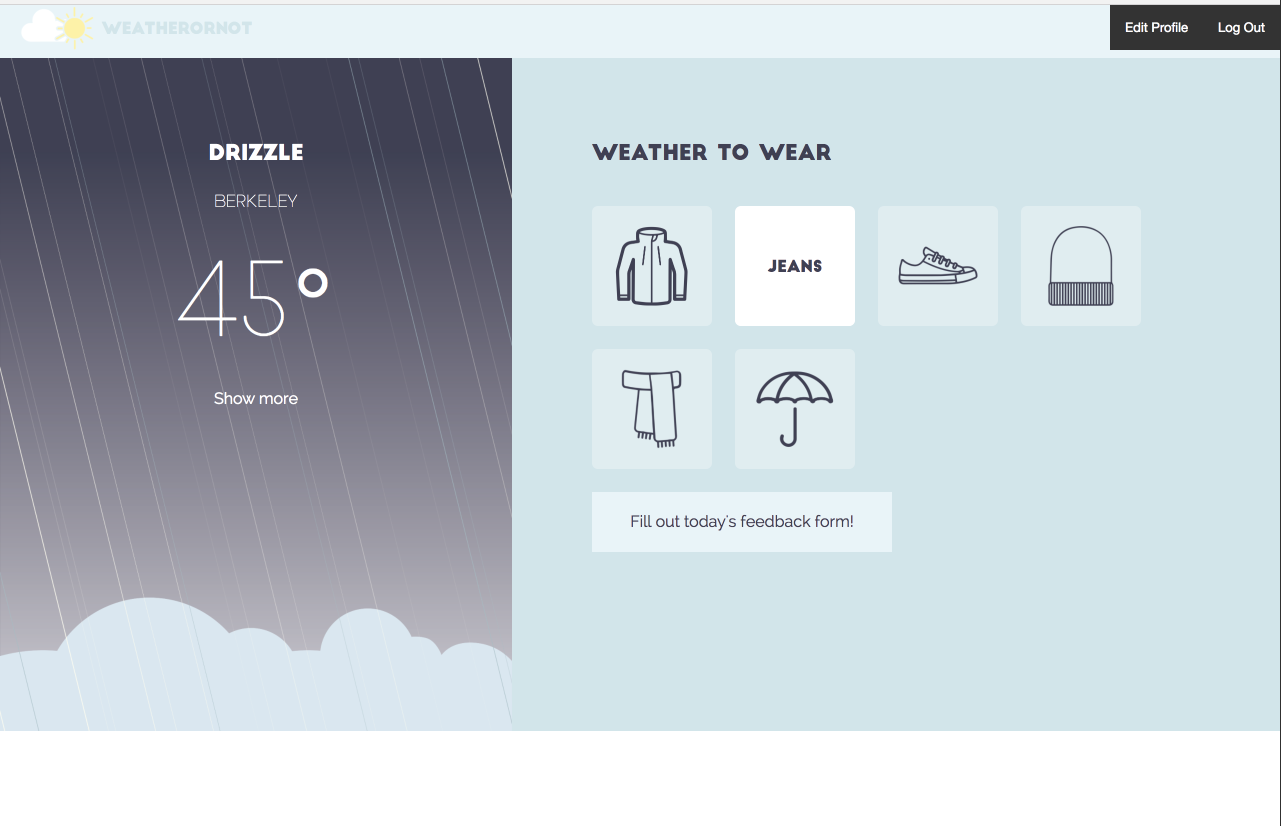 WEATHERORNOT
Edit Profile
Log Out
DRIZZLE
BERKELEY
45°
Show more
WEATHER TO WEAR
JEANS
Fill out today's feedback form!